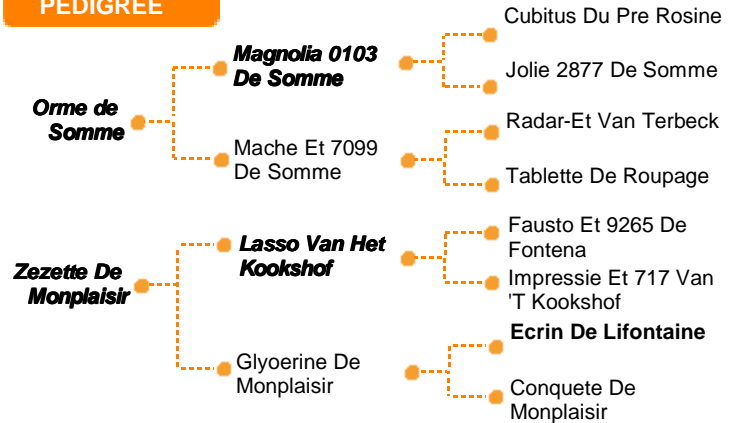 PEDIGREE
Cubitus Du Pre Rosine
Magnolia 0103
De Somme
Jolie 2877 De Somme
Orme de
Somme
Radar-Et Van Terbeck
Mache Et 7099
De Somme
Tablette De Roupage
Fausto Et 9265 De
Fontena
Lasso Van Het
Kookshof
Impressie Et 717 Van
'T Kookshof
Zezette De
Monplaisir
Ecrin De Lifontaine
Glyoerine De
Monplaisir
Conquete De
Monplaisir